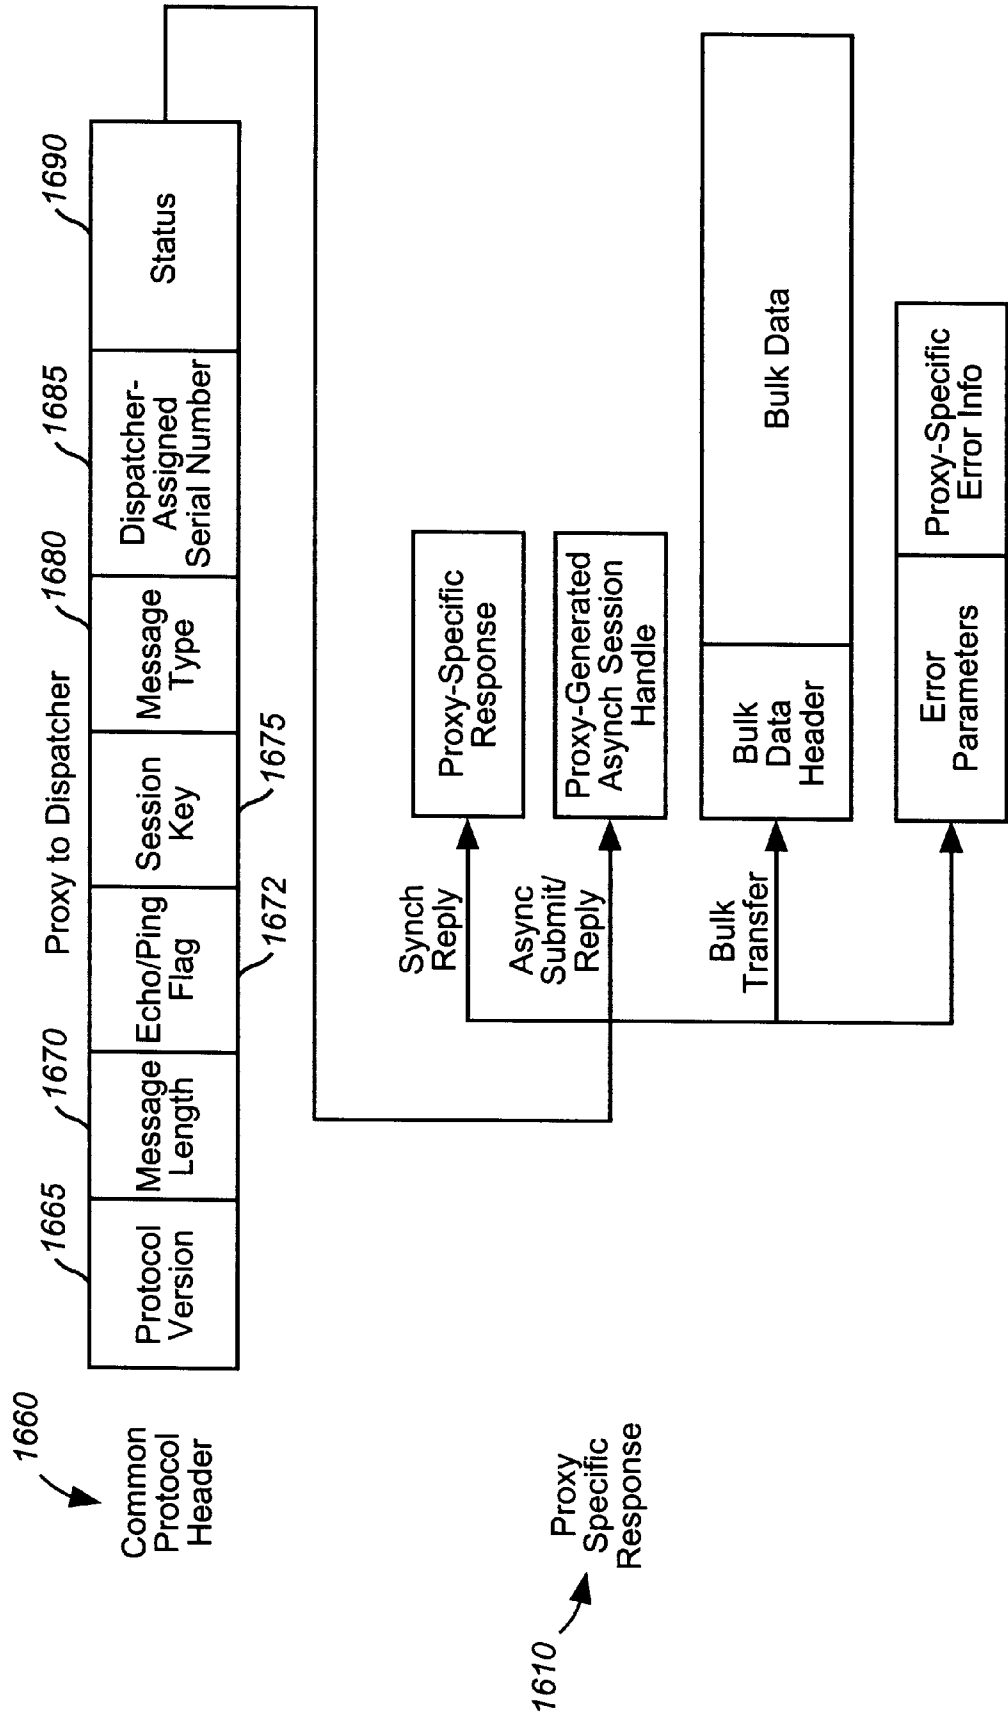 Proxy to Dispatcher
1660
Common
Protocol
Header
1665
1670
1680
1685
1690
Protocol
Version
Message
Length
Echo/Ping
Flag
Session
Key
Message
Type
Dispatcher-
Assigned
Serial Number
Status
1672
1675
1610
Proxy
Specific
Response
Synch
Reply
Proxy-Specific
Response
Async
Submit/
Reply
Proxy-Generated
Asynch Session
Handle
Bulk
Transfer
Bulk
Data
Header
Bulk Data
Error
Parameters
Proxy-Specific
Error Info